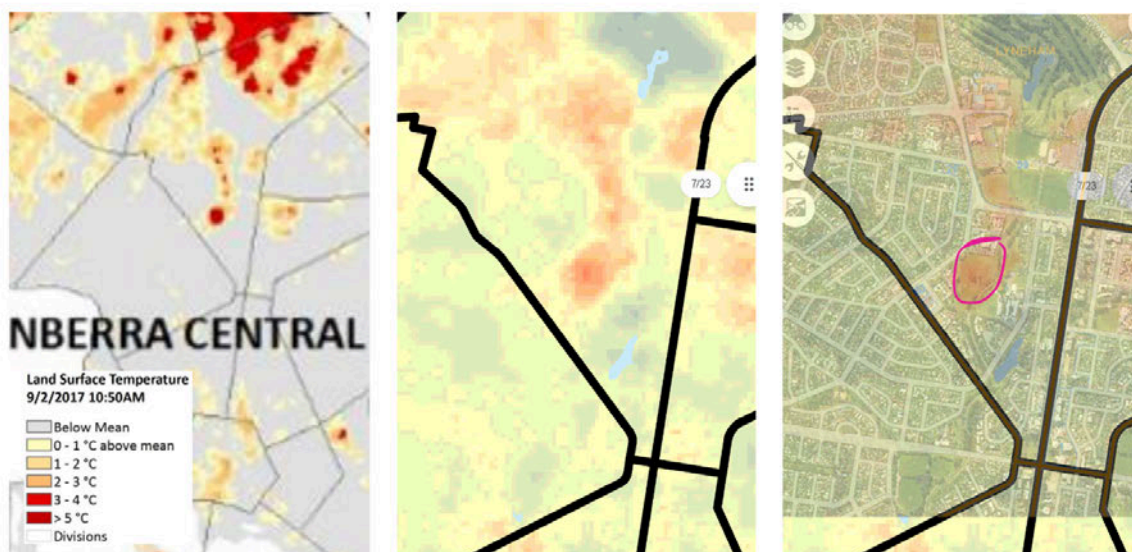 NBERRA CENTRAL
Land Surface Temperature
9/2/2017 10:50AM
Below Mean
0 - 1 °C above mean
1 - 2 °C
2 - 3 °C
3 - 4 °C
> 5 °C
Divisions
7/23
LYNEHAM
7/23